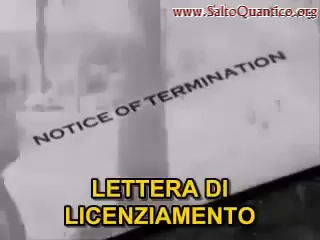 www.SaltoQuantico.org
NOTICE OF TERMINATION
LETTERA DI
LICENZIAMENTO